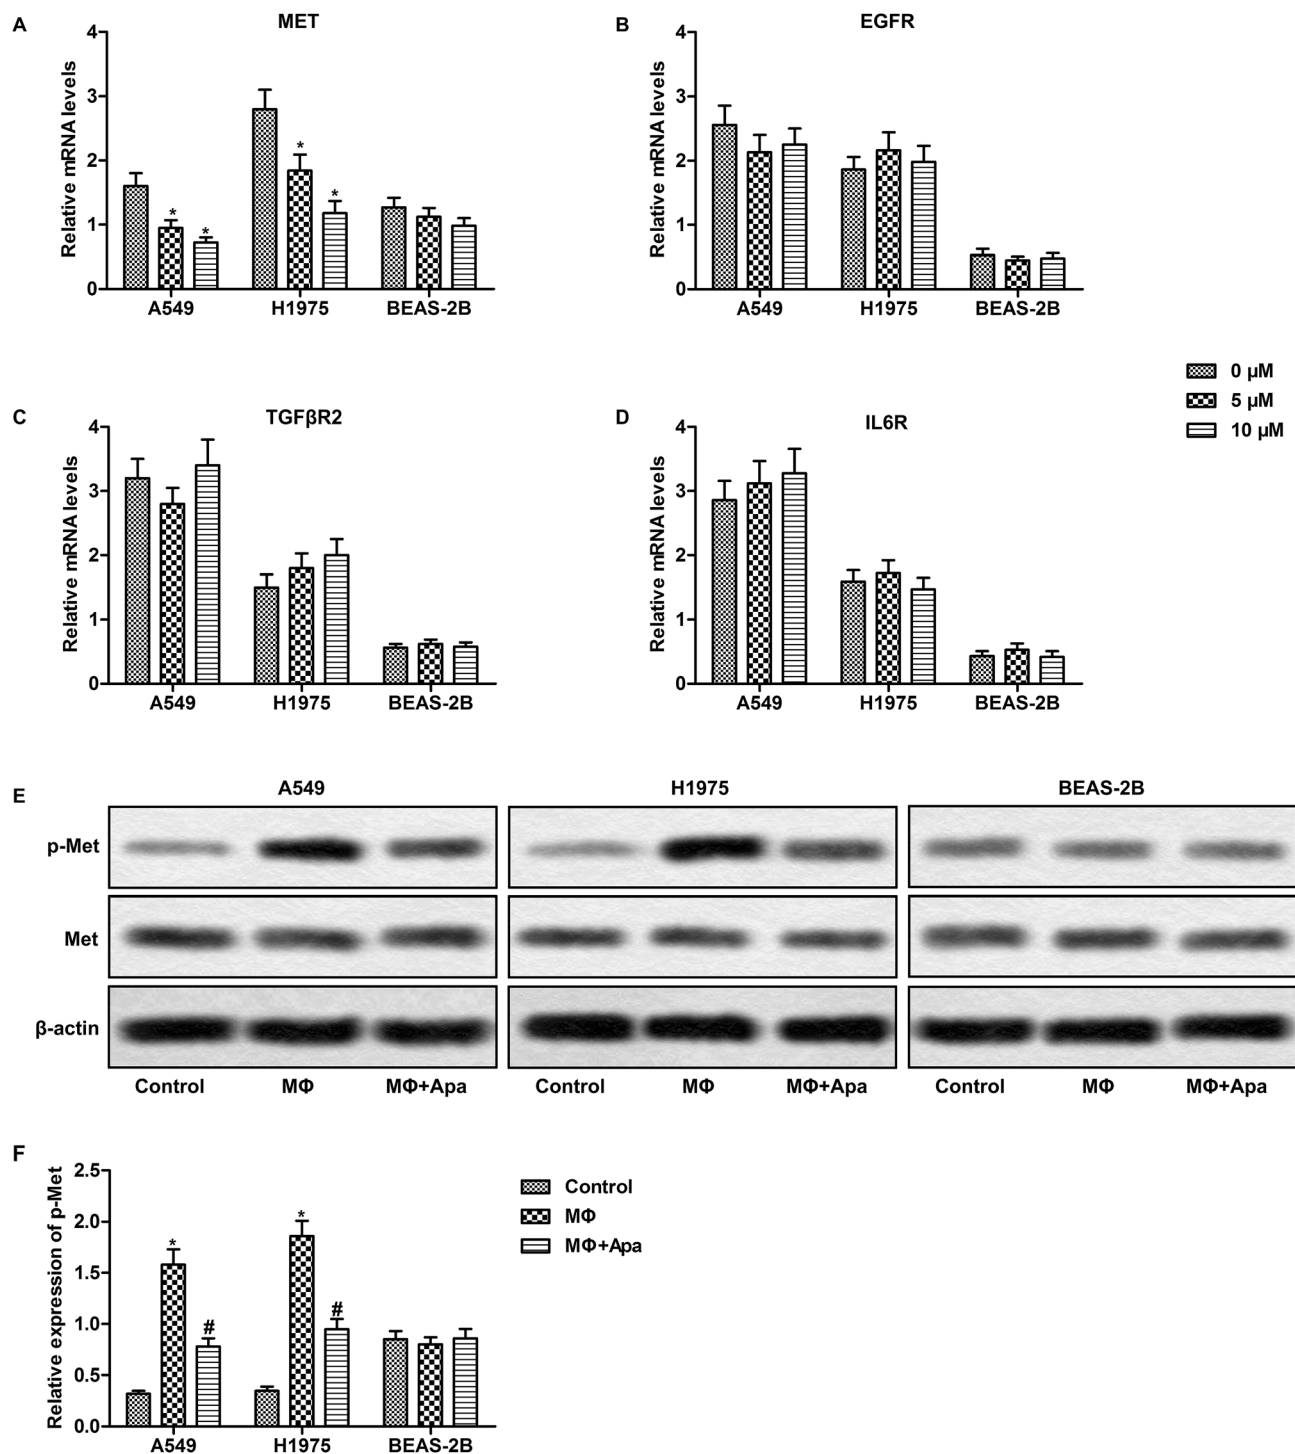 A
MET
Relative mRNA levels
4
3
2
1
0
*
*
*
*
A549
H1975
BEAS-2B
B
EGFR
Relative mRNA levels
4
3
2
1
0
A549
H1975
BEAS-2B
0 μM
5 μM
10 μM
C
TGFβR2
Relative mRNA levels
4
3
2
1
0
A549
H1975
BEAS-2B
D
IL6R
Relative mRNA levels
4
3
2
1
0
A549
H1975
BEAS-2B
E
A549
H1975
BEAS-2B
p-Met
Met
β-actin
Control MΦ MΦ+Apa
Control MΦ MΦ+Apa
Control MΦ MΦ+Apa
F
Relative expression of p-Met
2.5
2.0
1.5
1.0
0.5
0.0
*
#
*
#
A549
H1975
BEAS-2B
Control
MΦ
MΦ+Apa